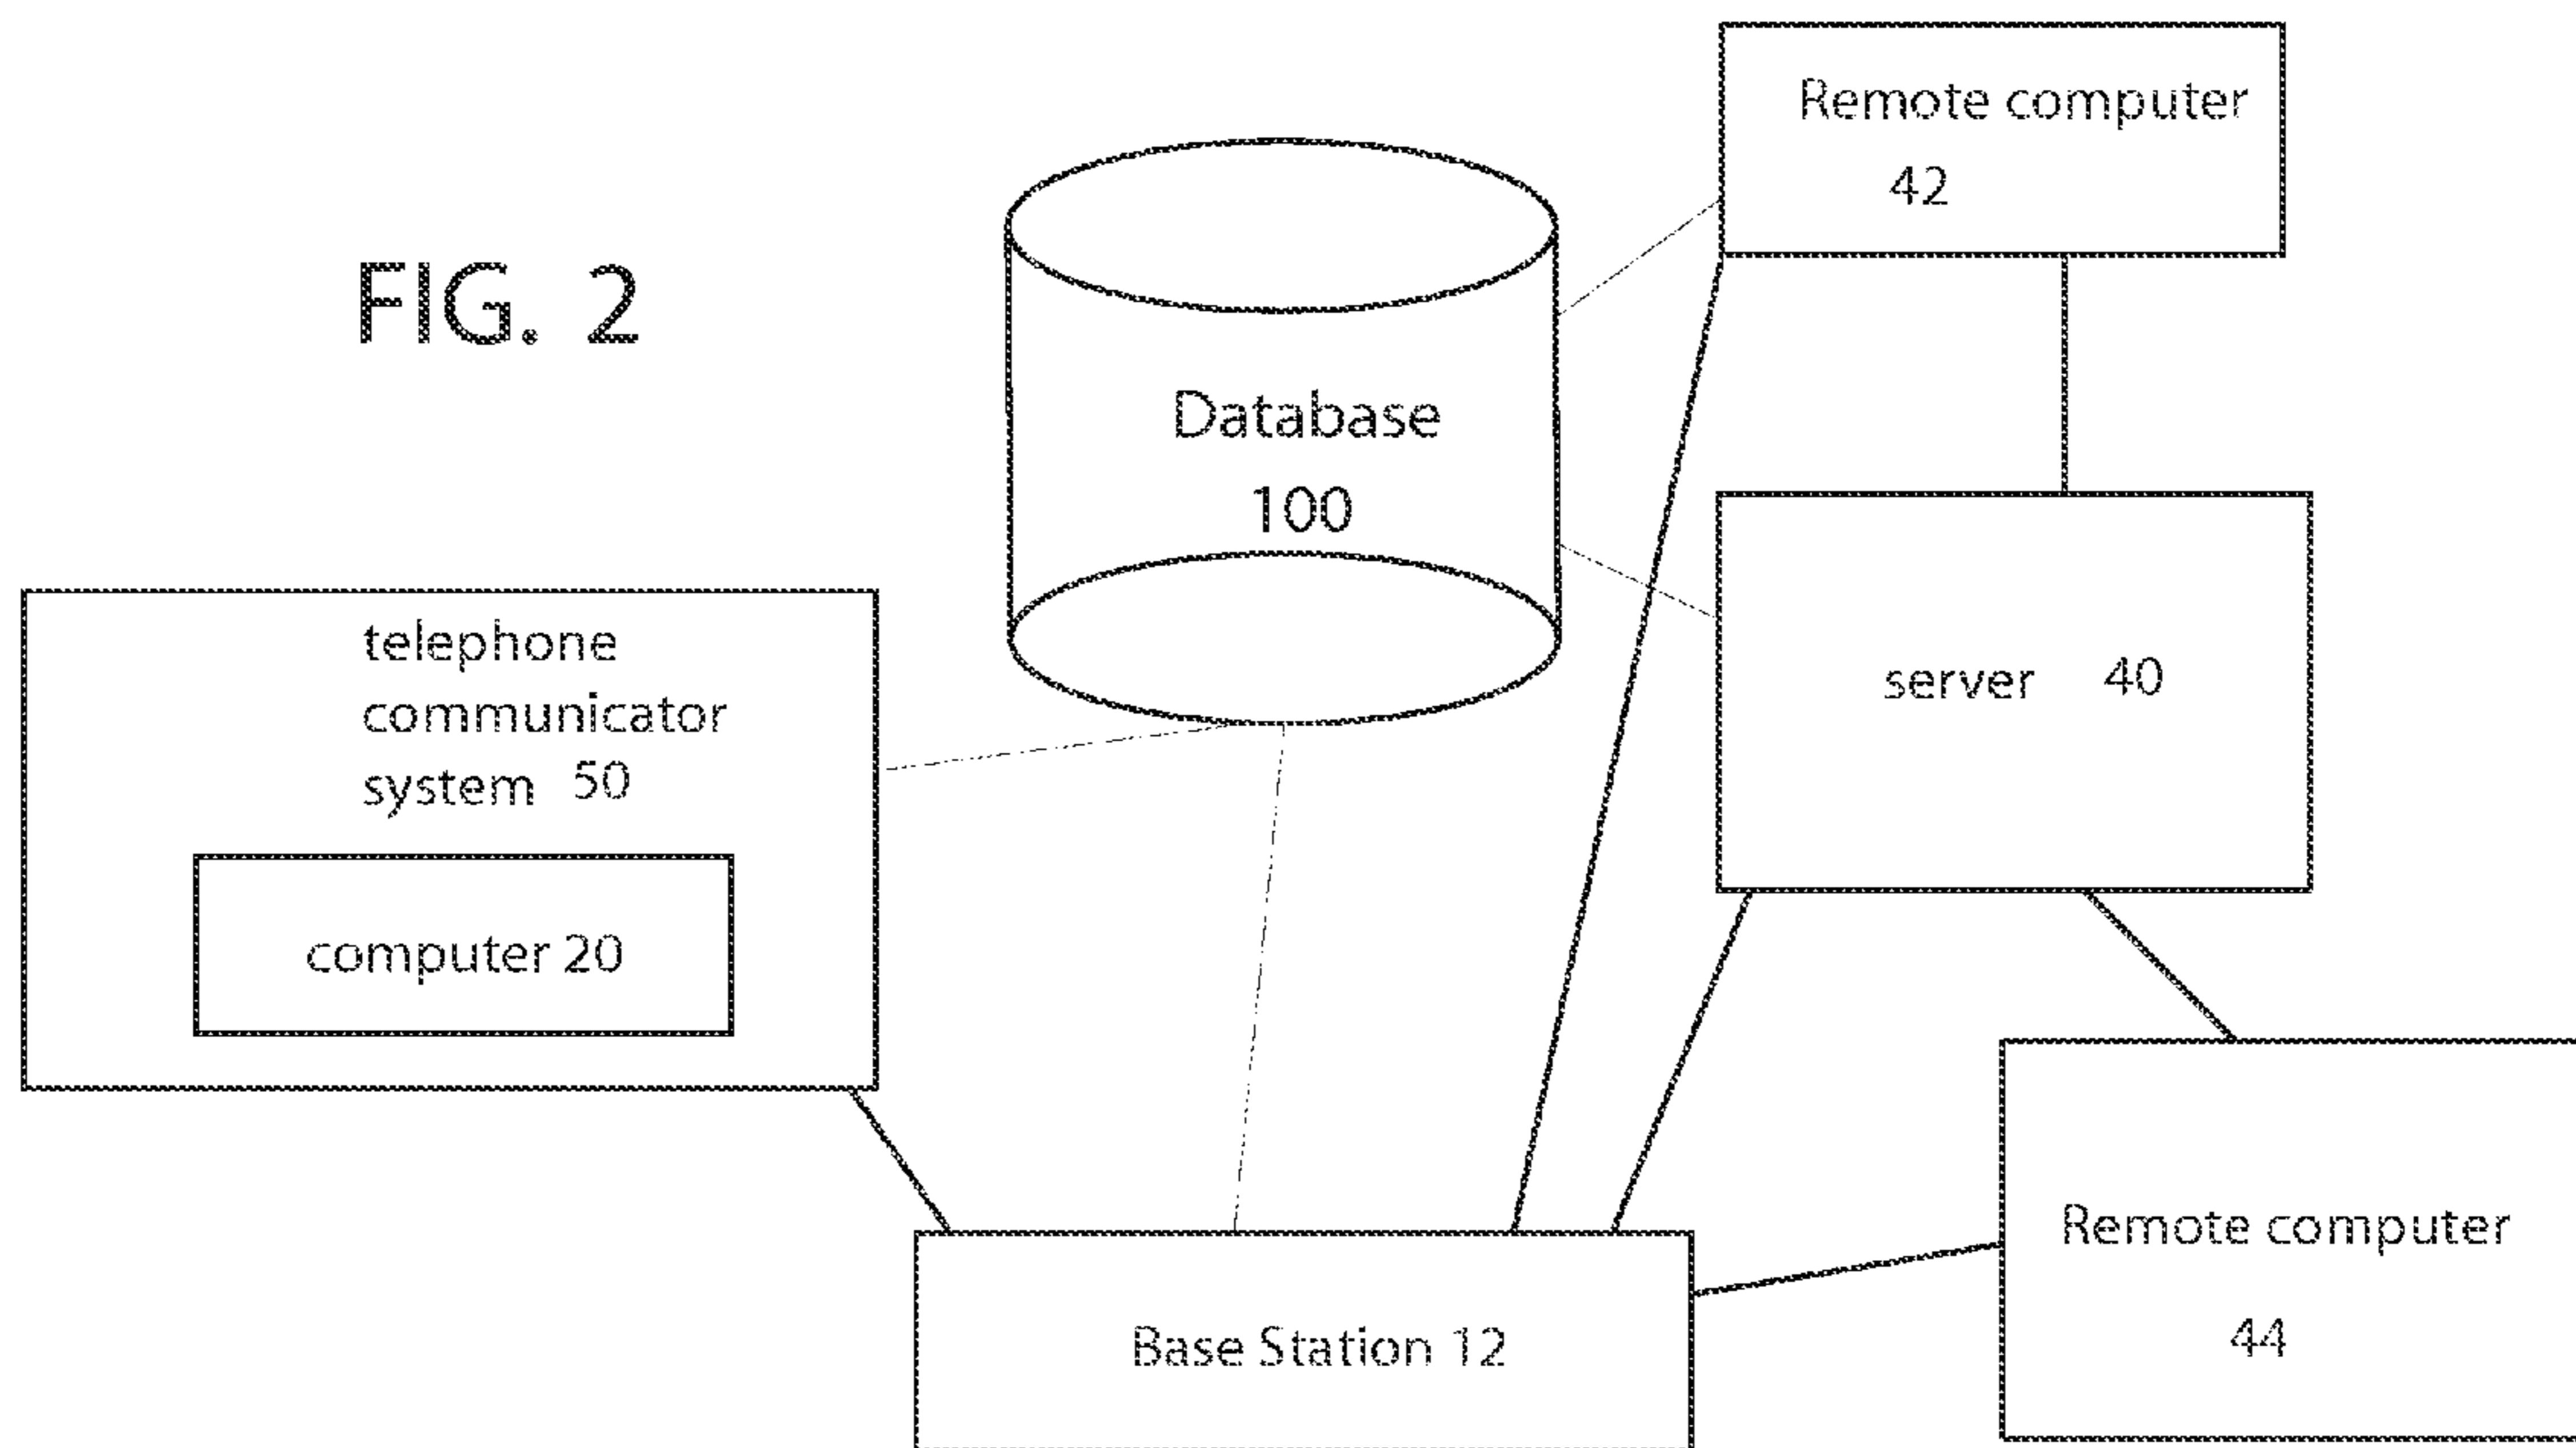 FIG. 2
Remote computer
42
Database
100
telephone
communicator
system 50
computer 20
server 40
Base Station 12
Remote computer
44